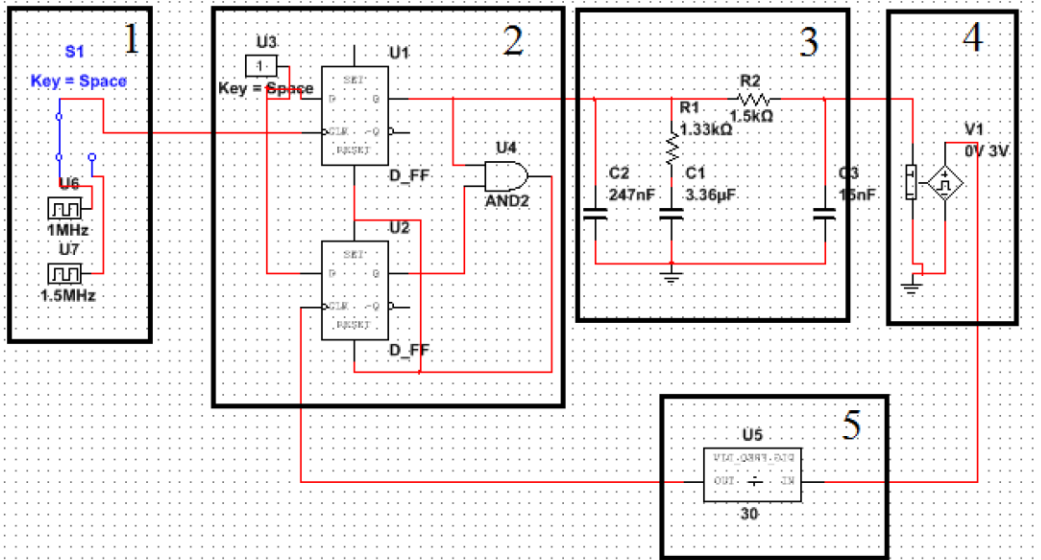 1
S1
Key = Space
U6
1MHz
U7
1.5MHz
2
U3
1
Key = Space
U1
SET
D Q
CLK ~Q
RESET
D_FF
U4
AND2
U2
SET
D Q
CLK ~Q
RESET
D_FF
3
R2
1.5kΩ
R1
1.33kΩ
C2
247nF
C1
3.36µF
C3
15nF
4
V1
0V 3V
5
U5
OUT ÷ IN
30